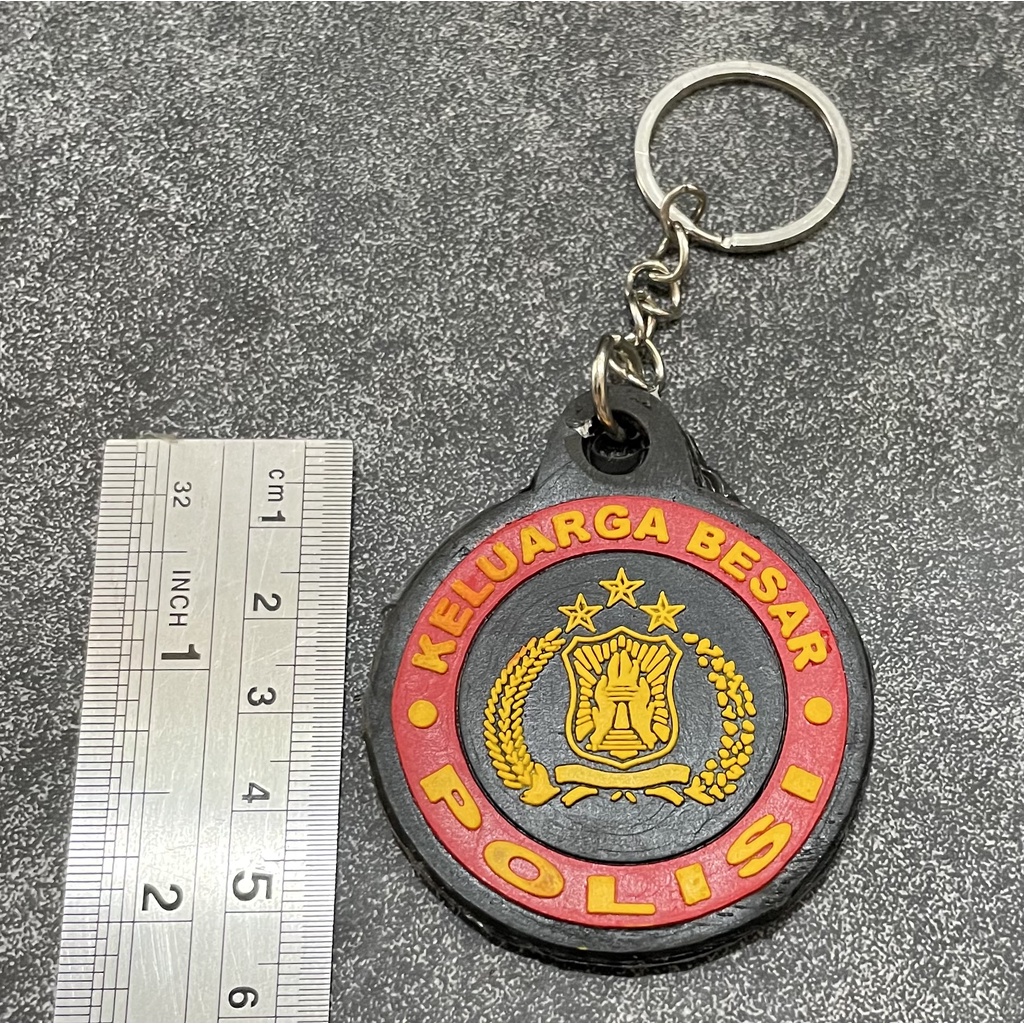 KELUARGA BESAR
POLISI
cm 1 2 3 4 5 6
32
INCH 1 2